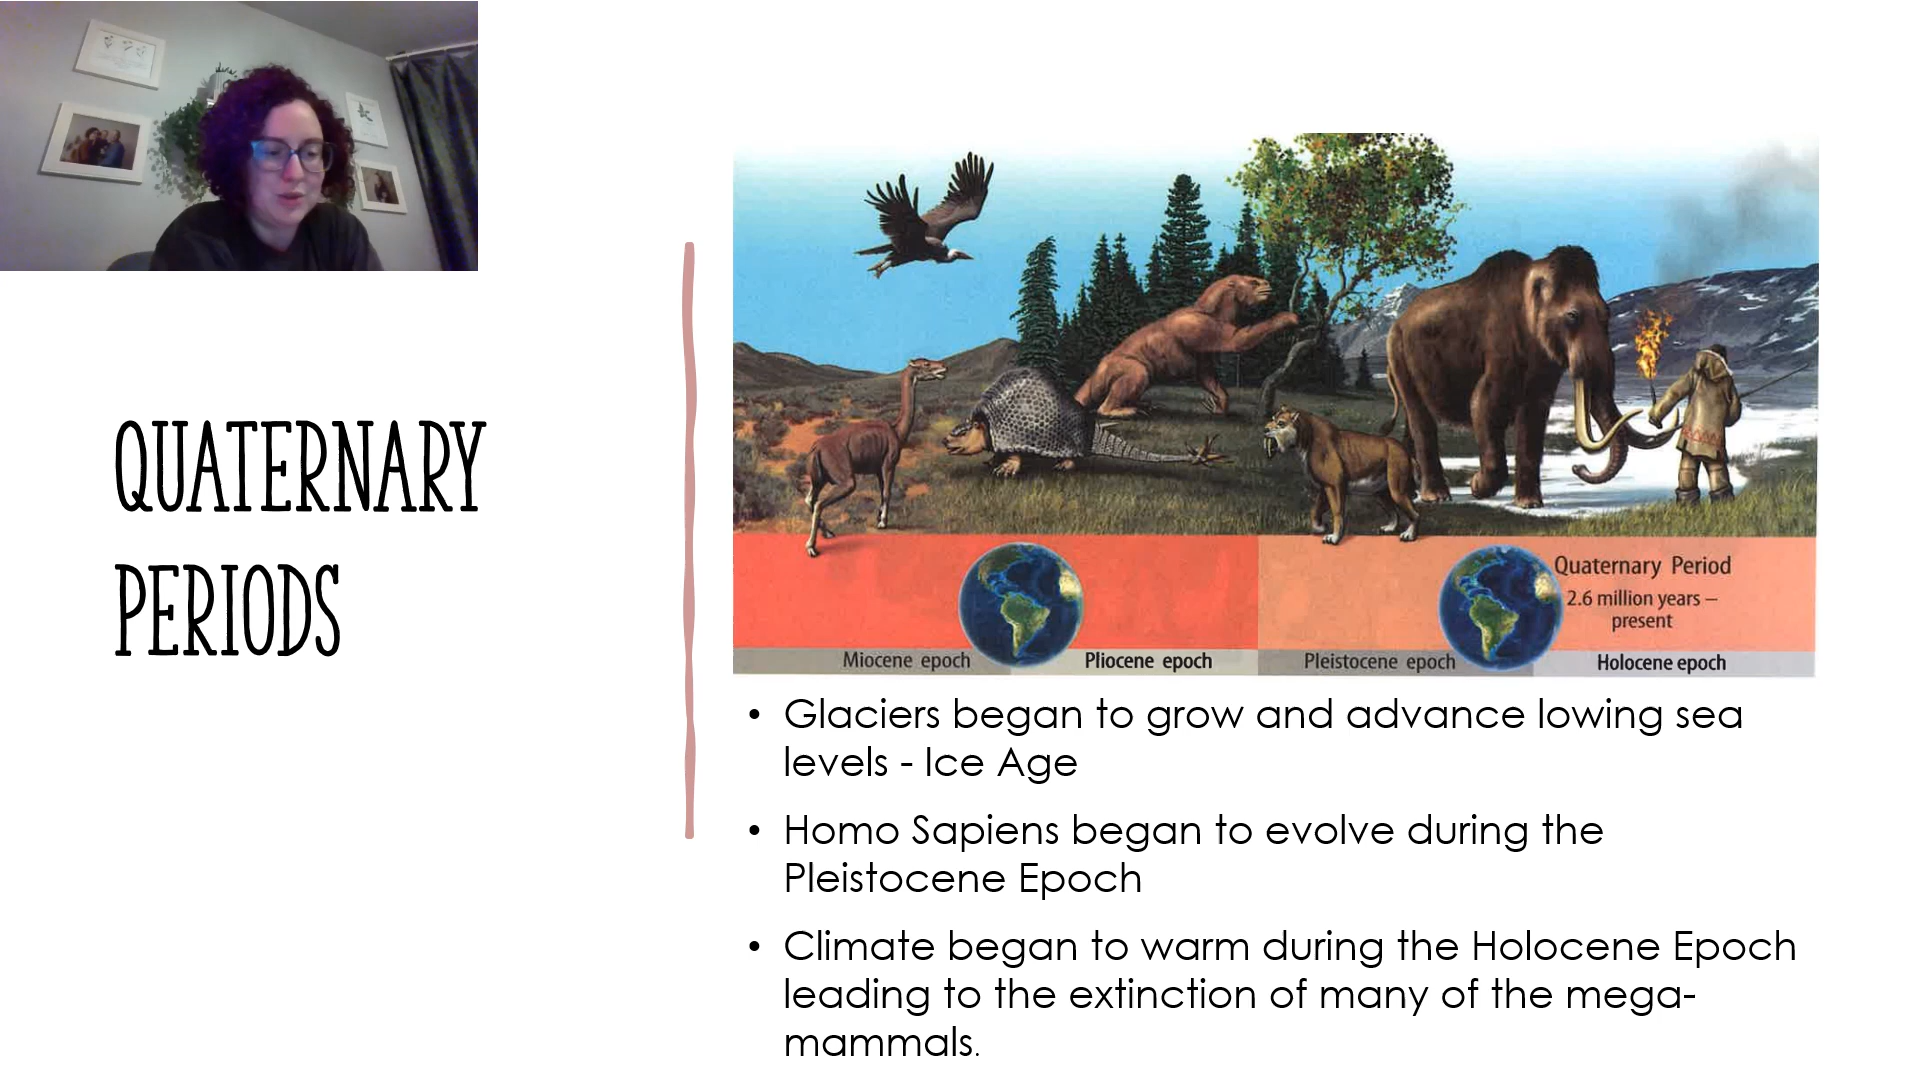 QUATERNARY
PERIODS
Quaternary Period
2.6 million years –
present
Miocene epoch
Pliocene epoch
Pleistocene epoch
Holocene epoch
• Glaciers began to grow and advance lowing sea
levels - Ice Age
• Homo Sapiens began to evolve during the
Pleistocene Epoch
• Climate began to warm during the Holocene Epoch
leading to the extinction of many of the mega-
mammals.